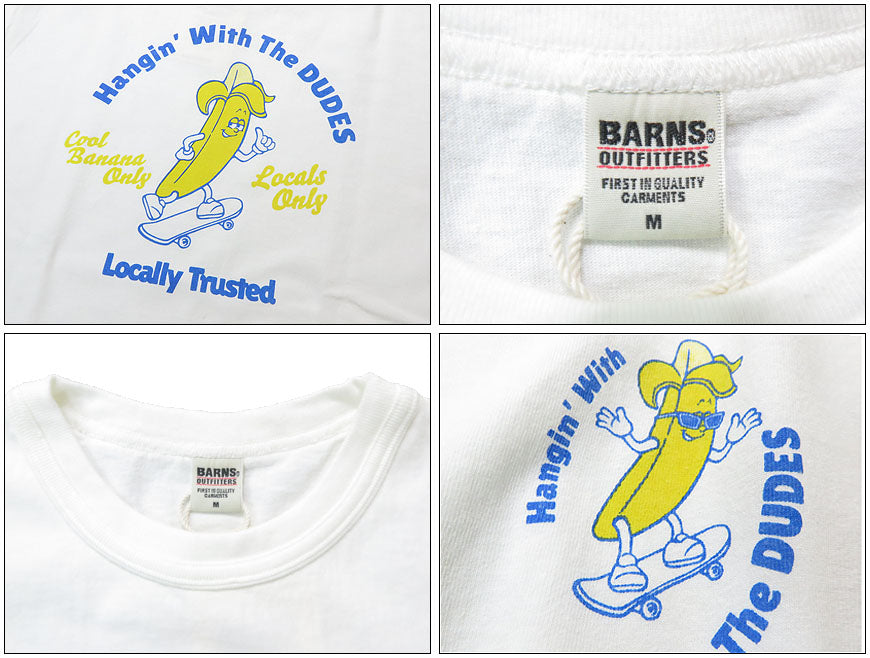 Hangin' With The DUDES
Cool
Banana
Only
Locals
Only
Locally Trusted
BARNS®
OUTFITTERS
FIRST IN QUALITY
GARMENTS
M
BARNS®
OUTFITTERS
FIRST IN QUALITY
GARMENTS
M
Hangin' With
The DUDES